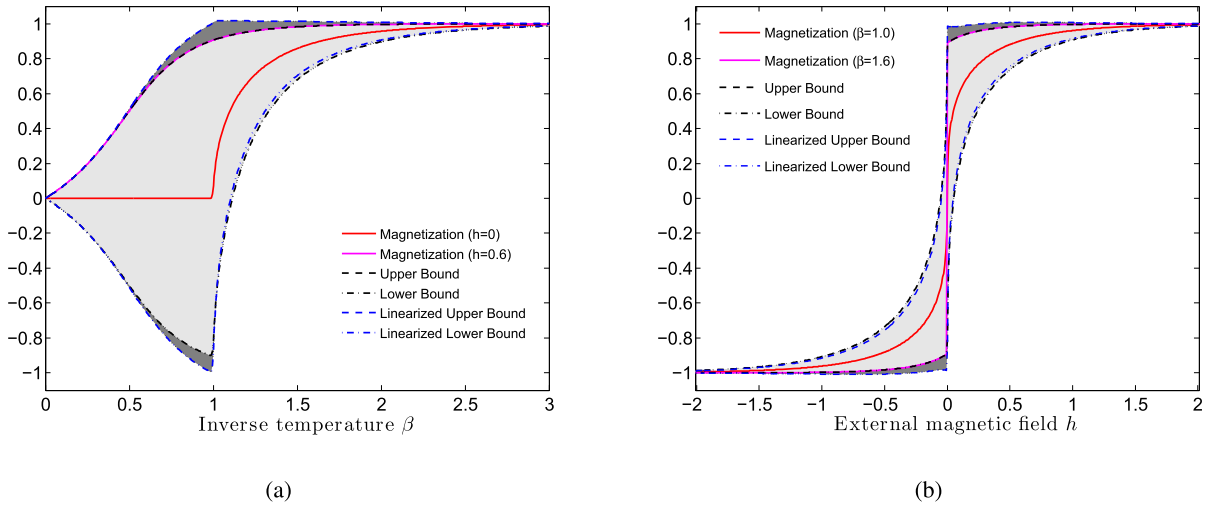 1
0.8
0.6
0.4
0.2
0
−0.2
−0.4
−0.6
−0.8
−1
0 0.5 1 1.5 2 2.5 3
Inverse temperature β
Magnetization (h=0)
Magnetization (h=0.6)
Upper Bound
Lower Bound
Linearized Upper Bound
Linearized Lower Bound
(a)
1
0.8
0.6
0.4
0.2
0
−0.2
−0.4
−0.6
−0.8
−1
−2 −1.5 −1 −0.5 0 0.5 1 1.5 2
External magnetic field h
Magnetization (β=1.0)
Magnetization (β=1.6)
Upper Bound
Lower Bound
Linearized Upper Bound
Linearized Lower Bound
(b)